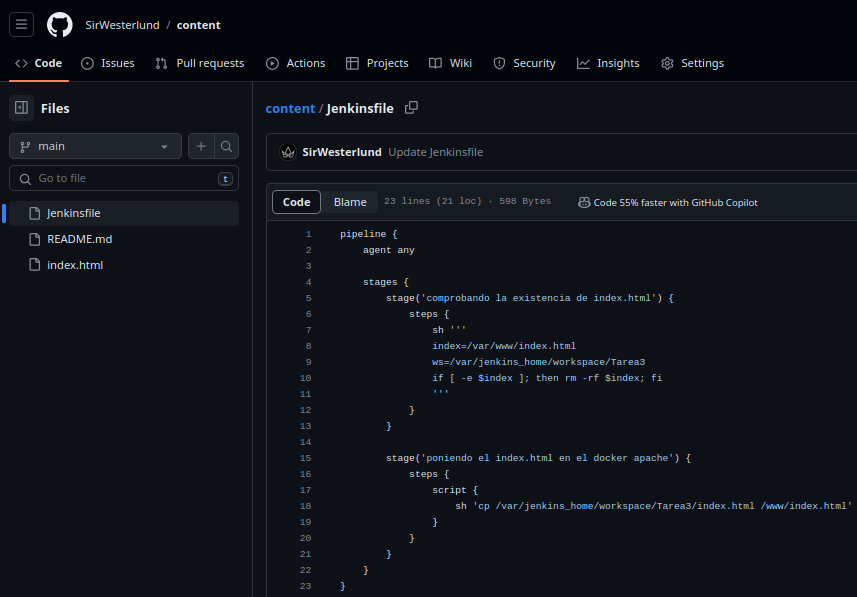 SirWesterlund / content
Code Issues Pull requests Actions Projects Wiki Security Insights Settings
Files
main
Go to file t
Jenkinsfile
README.md
index.html
content / Jenkinsfile
SirWesterlund Update Jenkinsfile
Code Blame 23 lines (21 loc) · 598 Bytes Code 55% faster with GitHub Copilot
1 pipeline {
2 agent any
3
4 stages {
5 stage('comprobando la existencia de index.html') {
6 steps {
7 sh '''
8 index=/var/www/index.html
9 ws=/var/jenkins_home/workspace/Tarea3
10 if [ -e $index ]; then rm -rf $index; fi
11 '''
12 }
13 }
14
15 stage('poniendo el index.html en el docker apache') {
16 steps {
17 script {
18 sh 'cp /var/jenkins_home/workspace/Tarea3/index.html /www/index.html'
19 }
20 }
21 }
22 }
23 }